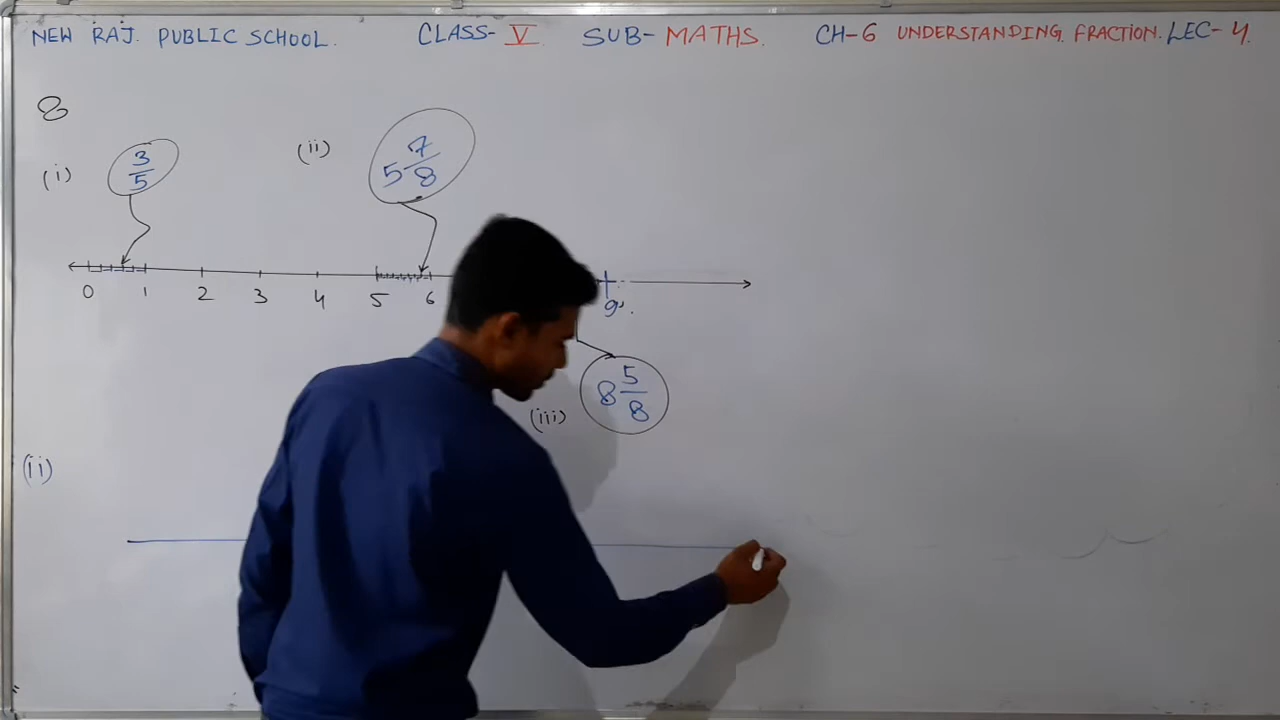 NEW RAJ. PUBLIC SCHOOL. CLASS- V SUB- MATHS. CH-6 UNDERSTANDING. FRACTION. LEC- 4.
8
(i) 3/5 (ii) 5 7/8
0 1 2 3 4 5 6 9
(iii) 8 5/8
(ii)